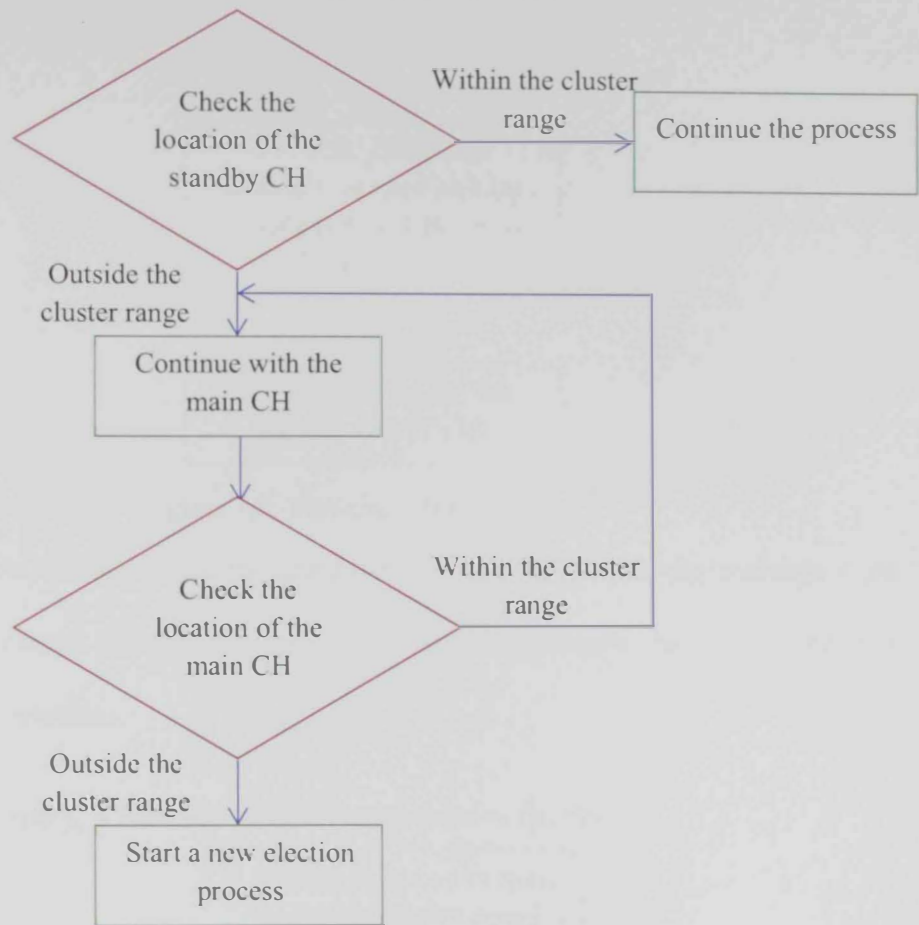 Check the
location of the
standby CH
Within the cluster
range
Continue the process
Outside the
cluster range
Continue with the
main CH
Check the
location of the
main CH
Within the cluster
range
Outside the
cluster range
Start a new election
process